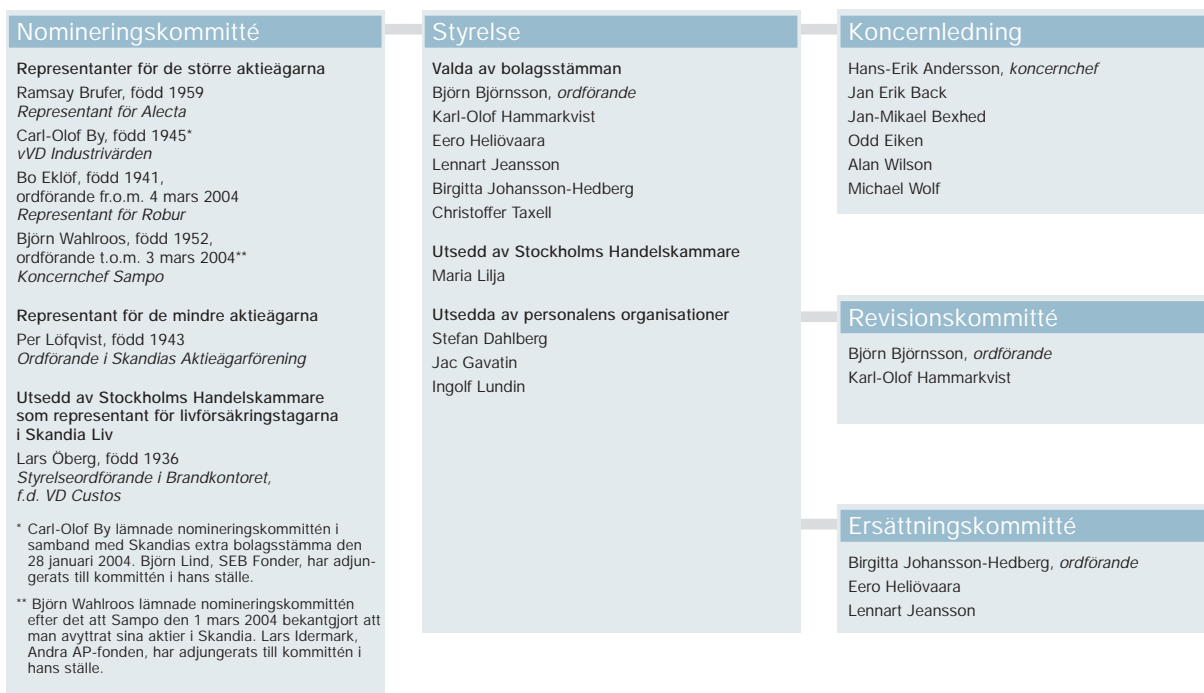 Nomineringskommitté
Representanter för de större aktieägarna
Ramsay Brufer, född 1959
Representant för Alecta
Carl-Olof By, född 1945*
vVD Industrivärden
Bo Eklöf, född 1941,
ordförande fr.o.m. 4 mars 2004
Representant för Robur
Björn Wahlroos, född 1952,
ordförande t.o.m. 3 mars 2004**
Koncernchef Sampo
Representant för de mindre aktieägarna
Per Löfqvist, född 1943
Ordförande i Skandias Aktieägarförening
Utsedd av Stockholms Handelskammare
som representant för livförsäkringstagarna
i Skandia Liv
Lars Öberg, född 1936
Styrelseordförande i Brandkontoret,
f.d. VD Custos
* Carl-Olof By lämnade nomineringskommittén i
samband med Skandias extra bolagsstämma den
28 januari 2004. Björn Lind, SEB Fonder, har adjun-
gerats till kommittén i hans ställe.
** Björn Wahlroos lämnade nomineringskommittén
efter det att Sampo den 1 mars 2004 bekantgjort att
man avyttrat sina aktier i Skandia. Lars Idermark,
Andra AP-fonden, har adjungerats till kommittén i
hans ställe.
Styrelse
Valda av bolagsstämman
Björn Björnsson, ordförande
Karl-Olof Hammarkvist
Eero Heliövaara
Lennart Jeansson
Birgitta Johansson-Hedberg
Christoffer Taxell
Utsedd av Stockholms Handelskammare
Maria Lilja
Utsedda av personalens organisationer
Stefan Dahlberg
Jac Gavatin
Ingolf Lundin
Koncernledning
Hans-Erik Andersson, koncernchef
Jan Erik Back
Jan-Mikael Bexhed
Odd Eiken
Alan Wilson
Michael Wolf
Revisionskommitté
Björn Björnsson, ordförande
Karl-Olof Hammarkvist
Ersättningskommitté
Birgitta Johansson-Hedberg, ordförande
Eero Heliövaara
Lennart Jeansson